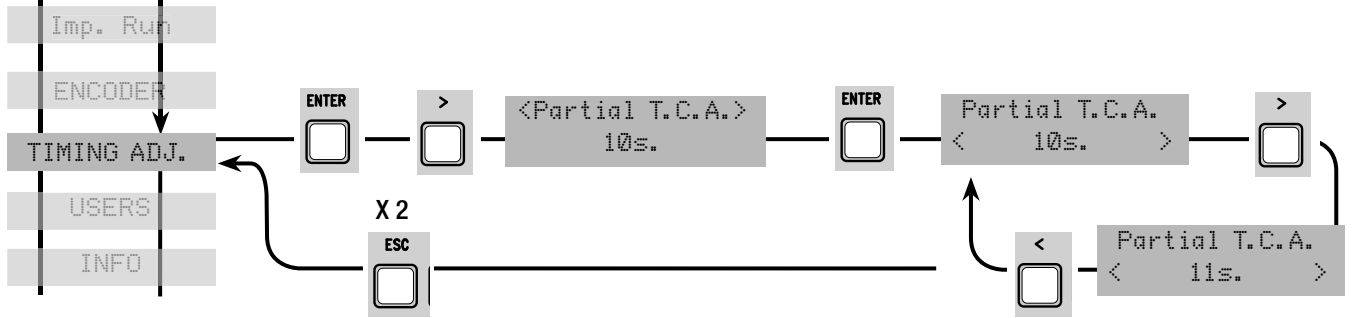 Imp. Run
ENCODER
TIMING ADJ.
USERS
INFO
ENTER
>
<Partial T.C.A.>
10s.
ENTER
Partial T.C.A.
< 10s. >
>
X 2
ESC
<
Partial T.C.A.
< 11s. >